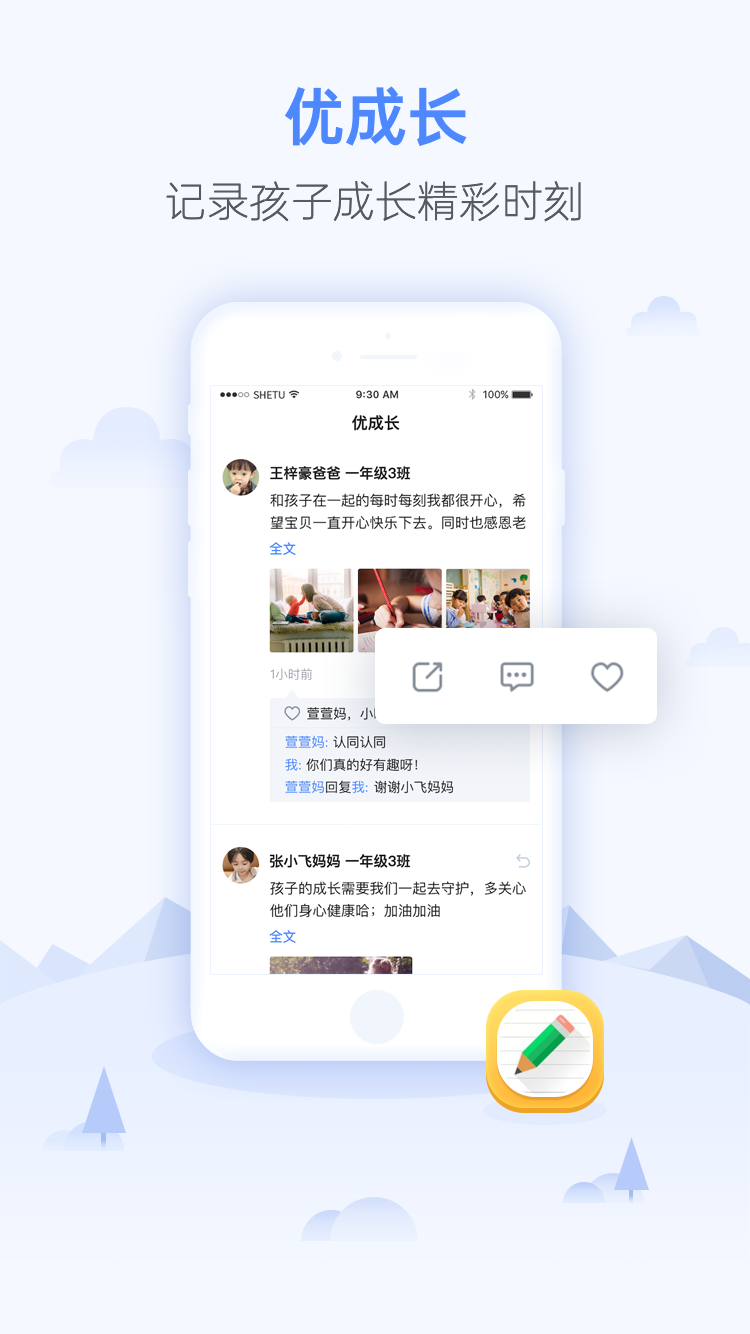 优成长
记录孩子成长精彩时刻
SHETU 9:30 AM 100%
优成长
王梓豪爸爸 一年级3班
和孩子在一起的每时每刻我都很开心，希
望宝贝一直开心快乐下去。同时也感恩老
全文
1小时前
萱萱妈，小
萱萱妈: 认同认同
我: 你们真的好有趣呀！
萱萱妈回复我: 谢谢小飞妈妈
张小飞妈妈 一年级3班
孩子的成长需要我们一起去守护，多关心
他们身心健康哈；加油加油
全文